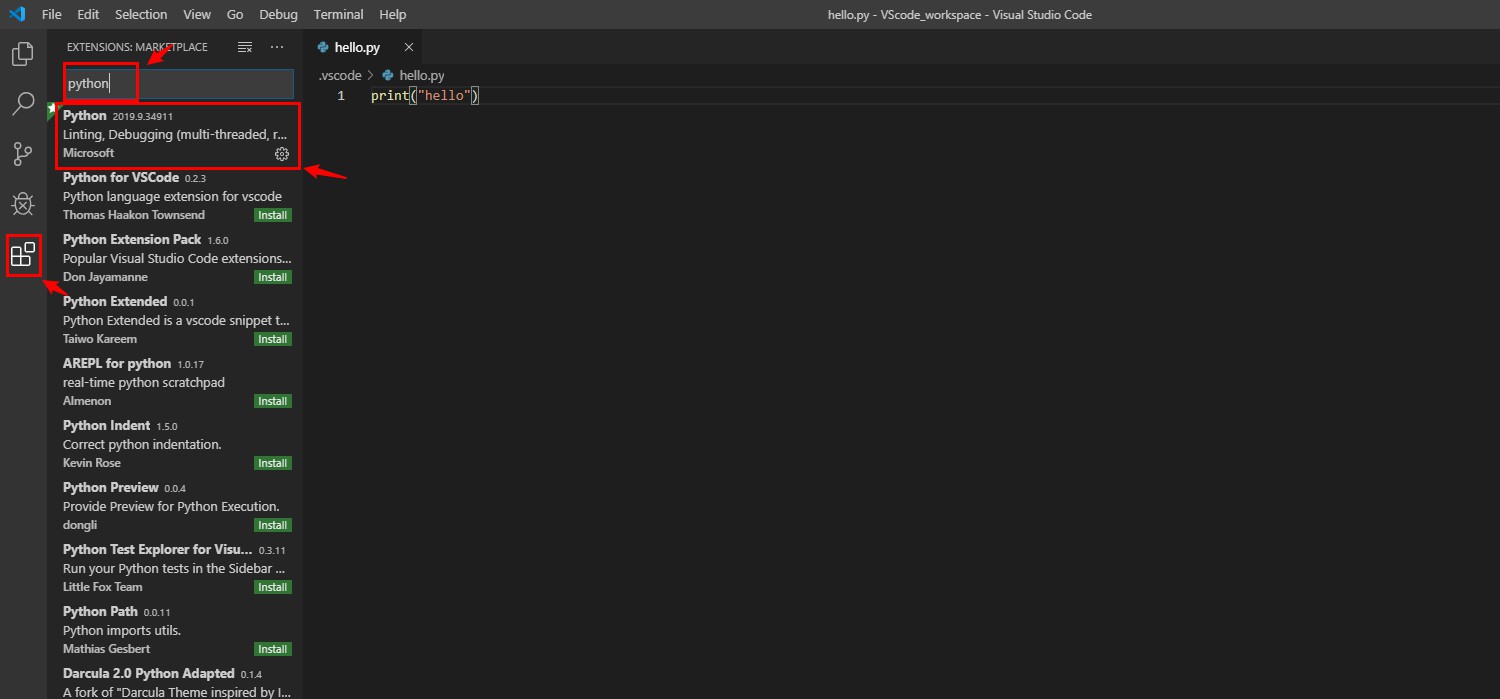 File Edit Selection View Go Debug Terminal Help
hello.py - VScode_workspace - Visual Studio Code
EXTENSIONS: MARKETPLACE
python
Python 2019.9.34911
Linting, Debugging (multi-threaded, r...
Microsoft
Python for VSCode 0.2.3
Python language extension for vscode
Thomas Haakon Townsend Install
Python Extension Pack 1.6.0
Popular Visual Studio Code extensions...
Don Jayamanne Install
Python Extended 0.0.1
Python Extended is a vscode snippet t...
Taiwo Kareem Install
AREPL for python 1.0.17
real-time python scratchpad
Almenon Install
Python Indent 1.5.0
Correct python indentation.
Kevin Rose Install
Python Preview 0.0.4
Provide Preview for Python Execution.
dongli Install
Python Test Explorer for Visu... 0.3.11
Run your Python tests in the Sidebar ...
Little Fox Team Install
Python Path 0.0.11
Python imports utils.
Mathias Gesbert Install
Darcula 2.0 Python Adapted 0.1.4
A fork of "Darcula Theme inspired by I...
hello.py
.vscode > hello.py
1 print("hello")